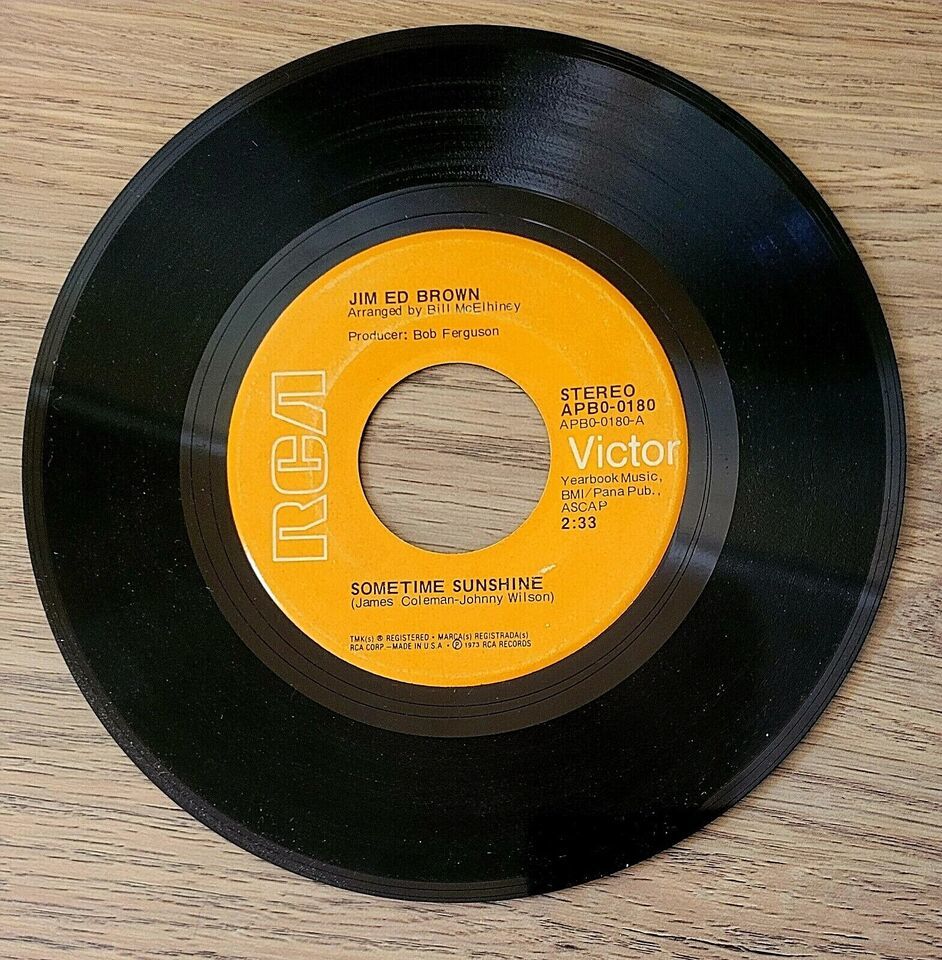 JIM ED BROWN
Arranged by Bill McElhiney
Producer: Bob Ferguson
RCA
STEREO
APB0-0180
APB0-0180-A
Victor
Yearbook Music,
BMI/Pana Pub.,
ASCAP
2:33
SOMETIME SUNSHINE
(James Coleman-Johnny Wilson)
TMK(s) ® REGISTERED • MARCA(s) REGISTRADA(s)
RCA CORP.—MADE IN U.S.A • ℗ 1973 RCA RECORDS